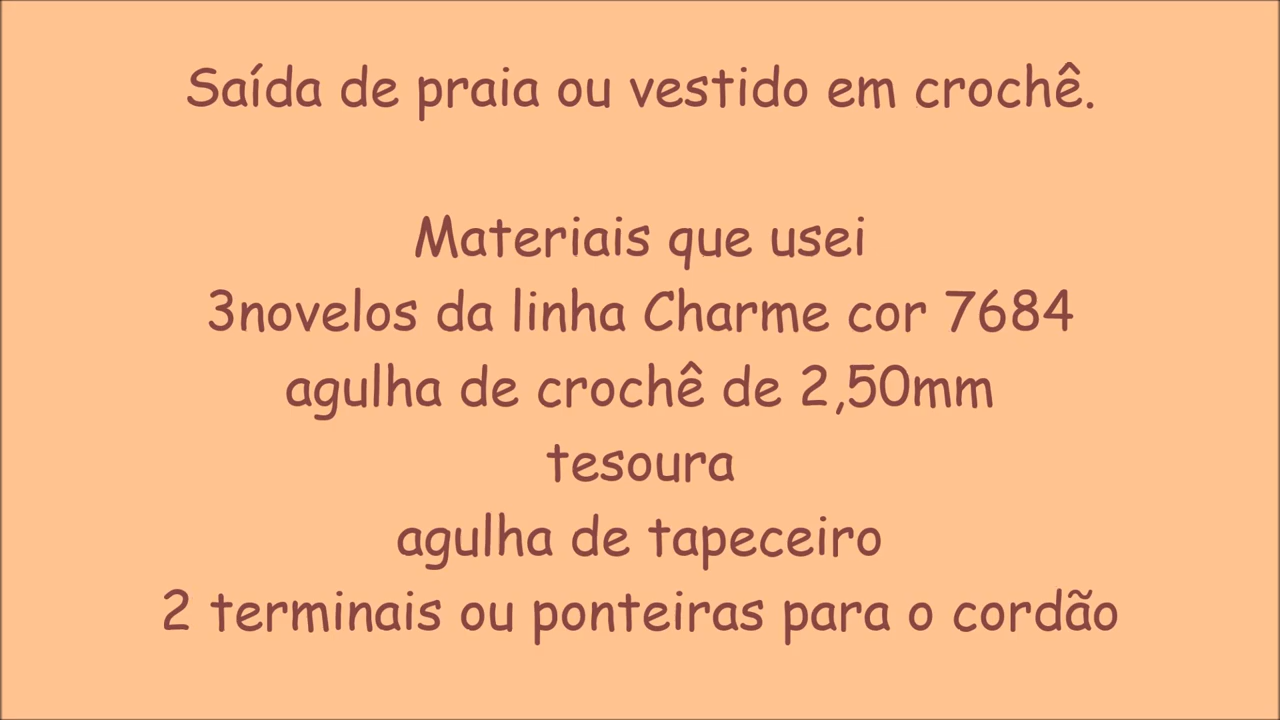 Saída de praia ou vestido em crochê.
Materiais que usei
3novelos da linha Charme cor 7684
agulha de crochê de 2,50mm
tesoura
agulha de tapeceiro
2 terminais ou ponteiras para o cordão